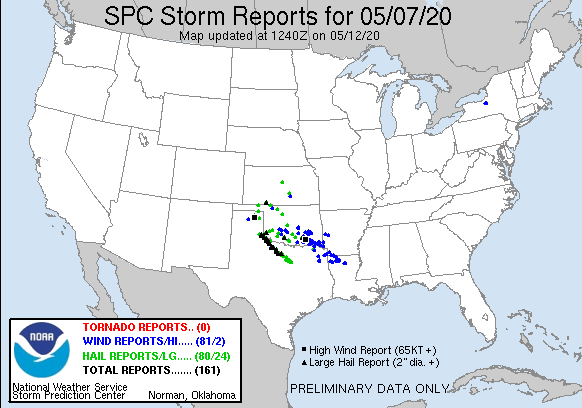 SPC Storm Reports for 05/07/20
Map updated at 1240Z on 05/12/20
TORNADO REPORTS.. (0)
WIND REPORTS/HI..... (81/2)
HAIL REPORTS/LG..... (80/24)
TOTAL REPORTS....... (161)
NOAA
National Weather Service
Storm Prediction Center Norman, Oklahoma
High Wind Report (65KT +)
Large Hail Report (2" dia. +)
PRELIMINARY DATA ONLY